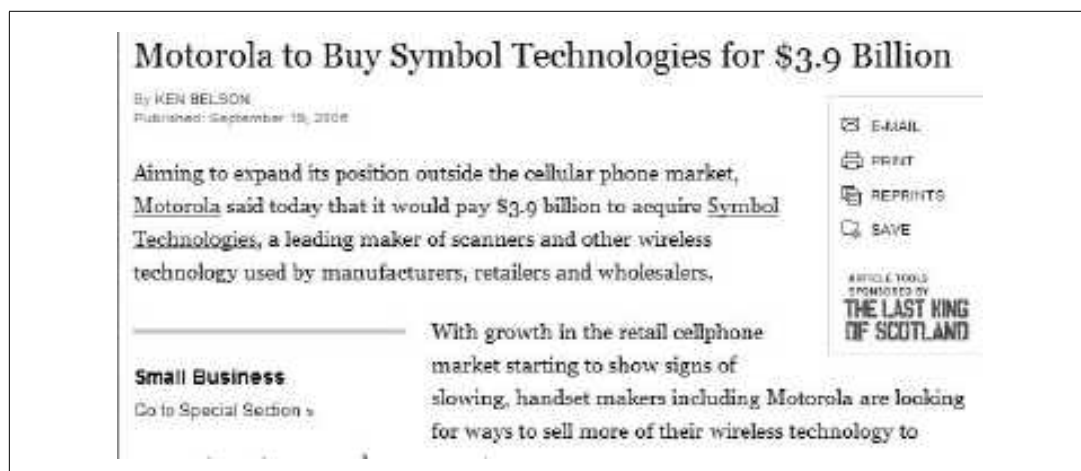 Motorola to Buy Symbol Technologies for $3.9 Billion
By KEN BELSON
Published: September 19, 2006
E-MAIL
PRINT
REPRINTS
SAVE
ARTICLE TOOLS
SPONSORED BY
THE LAST KING
OF SCOTLAND
Aiming to expand its position outside the cellular phone market,
Motorola said today that it would pay $3.9 billion to acquire Symbol
Technologies, a leading maker of scanners and other wireless
technology used by manufacturers, retailers and wholesalers.
Small Business
Go to Special Section »
With growth in the retail cellphone
market starting to show signs of
slowing, handset makers including Motorola are looking
for ways to sell more of their wireless technology to